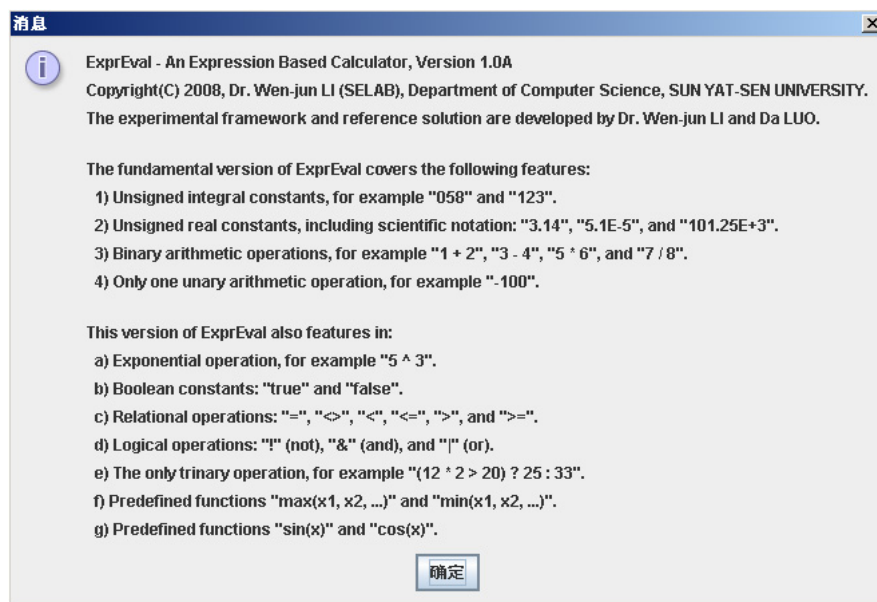 消息
ExprEval - An Expression Based Calculator, Version 1.0A
Copyright(C) 2008, Dr. Wen-jun LI (SELAB), Department of Computer Science, SUN YAT-SEN UNIVERSITY.
The experimental framework and reference solution are developed by Dr. Wen-jun LI and Da LUO.
The fundamental version of ExprEval covers the following features:
1) Unsigned integral constants, for example "058" and "123".
2) Unsigned real constants, including scientific notation: "3.14", "5.1E-5", and "101.25E+3".
3) Binary arithmetic operations, for example "1 + 2", "3 - 4", "5 * 6", and "7 / 8".
4) Only one unary arithmetic operation, for example "-100".
This version of ExprEval also features in:
a) Exponential operation, for example "5 ^ 3".
b) Boolean constants: "true" and "false".
c) Relational operations: "=", "<>", "<", "<=", ">", and ">=".
d) Logical operations: "!" (not), "&" (and), and "|" (or).
e) The only trinary operation, for example "(12 * 2 > 20) ? 25 : 33".
f) Predefined functions "max(x1, x2, ...)" and "min(x1, x2, ...)".
g) Predefined functions "sin(x)" and "cos(x)".
确定